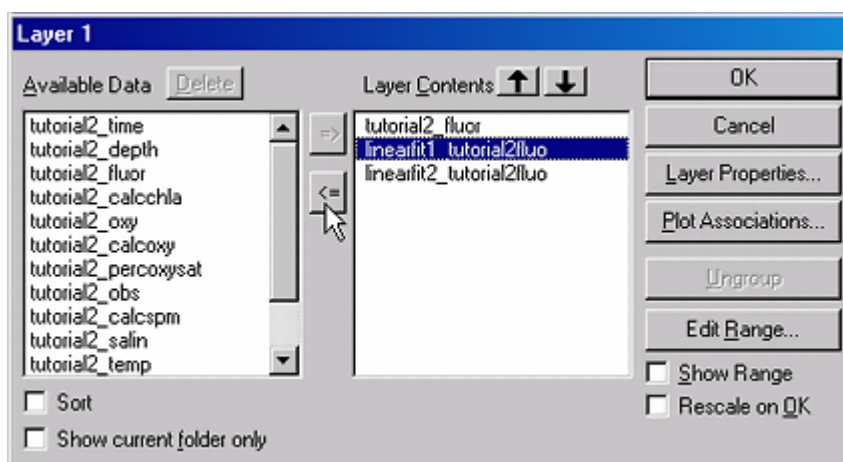 Layer 1
Available Data
Delete
tutorial2_time
tutorial2_depth
tutorial2_fluor
tutorial2_calcchla
tutorial2_oxy
tutorial2_calcoxy
tutorial2_percoxysat
tutorial2_obs
tutorial2_calcspm
tutorial2_salin
tutorial2_temp
Sort
Show current folder only
=>
<=
Layer Contents
tutorial2_fluor
linearfit1_tutorial2fluo
linearfit2_tutorial2fluo
OK
Cancel
Layer Properties...
Plot Associations...
Ungroup
Edit Range...
Show Range
Rescale on OK